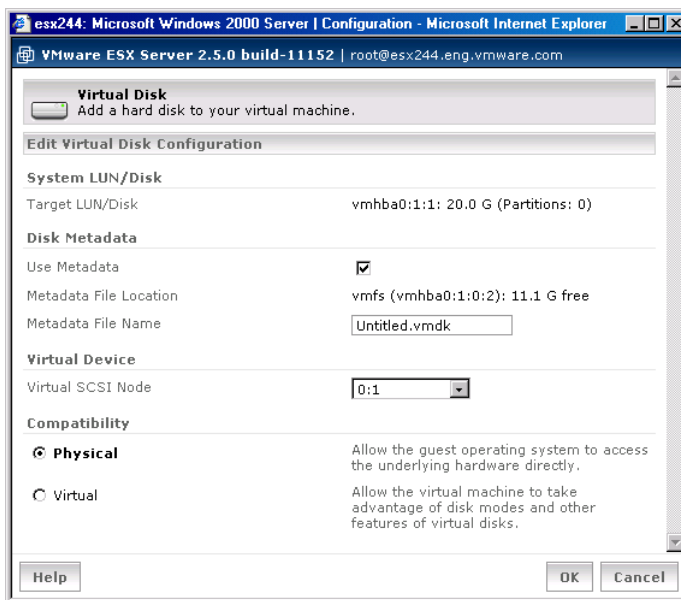 esx244: Microsoft Windows 2000 Server | Configuration - Microsoft Internet Explorer
VMware ESX Server 2.5.0 build-11152 | root@esx244.eng.vmware.com
Virtual Disk
Add a hard disk to your virtual machine.
Edit Virtual Disk Configuration
System LUN/Disk
Target LUN/Disk vmhba0:1:1: 20.0 G (Partitions: 0)
Disk Metadata
Use Metadata
Metadata File Location vmfs (vmhba0:1:0:2): 11.1 G free
Metadata File Name Untitled.vmdk
Virtual Device
Virtual SCSI Node 0:1
Compatibility
Physical Allow the guest operating system to access
the underlying hardware directly.
Virtual Allow the virtual machine to take
advantage of disk modes and other
features of virtual disks.
Help OK Cancel